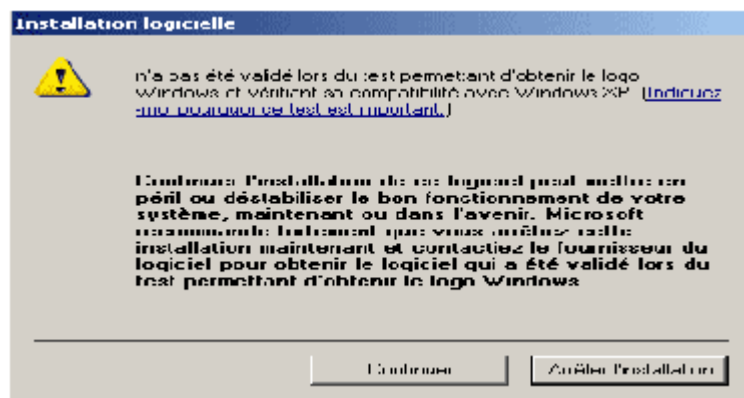 Installation logicielle
n'a pas été validé lors du test permettant d'obtenir le logo
Windows et vérifiant sa compatibilité avec Windows XP. (Indiquez
-moi pourquoi ce test est important.)
Continuer l'installation de ce logiciel peut mettre en
péril ou déstabiliser le bon fonctionnement de votre
système, maintenant ou dans l'avenir. Microsoft
recommande fortement que vous arrêtiez cette
installation maintenant et contactiez le fournisseur du
logiciel pour obtenir le logiciel qui a été validé lors du
test permettant d'obtenir le logo Windows
Continuer
Arrêter l'installation